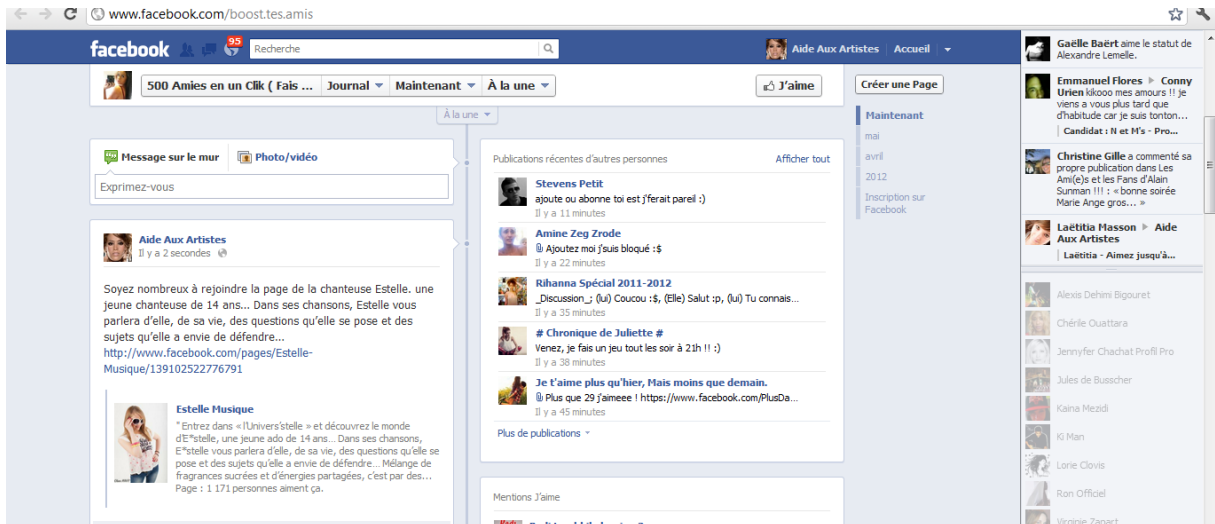 www.facebook.com/boost.tes.amis
facebook
95
Recherche
Aide Aux Artistes
Accueil
500 Amies en un Clik ( Fais ...
Journal
Maintenant
À la une
J'aime
Créer une Page
À la une
Maintenant
mai
avril
2012
Inscription sur
Facebook
Message sur le mur
Photo/vidéo
Exprimez-vous
Aide Aux Artistes
Il y a 2 secondes
Soyez nombreux à rejoindre la page de la chanteuse Estelle. une
jeune chanteuse de 14 ans... Dans ses chansons, Estelle vous
parlera d'elle, de sa vie, des questions qu'elle se pose et des
sujets qu'elle a envie de défendre...
http://www.facebook.com/pages/Estelle-
Musique/139102522776791
Estelle Musique
"Entrez dans «l'Univers'stelle » et découvrez le monde
d'E*stelle, une jeune ado de 14 ans... Dans ses chansons,
E*stelle vous parlera d'elle, de sa vie, des questions qu'elle se
pose et des sujets qu'elle a envie de défendre... Mélange de
fragrances sucrées et d'énergies partagées, c'est par des...
Page : 1 171 personnes aiment ça.
Publications récentes d'autres personnes
Afficher tout
Stevens Petit
ajoute ou abonne toi est j'ferait pareil :)
Il y a 11 minutes
Amine Zeg Zrode
Ajoutez moi j'suis bloqué :$
Il y a 22 minutes
Rihanna Spécial 2011-2012
_Discussion_; (lui) Coucou :$, (Elle) Salut :p, (lui) Tu connais...
Il y a 35 minutes
# Chronique de Juliette #
Venez, je fais un jeu tout les soir à 21h !! :)
Il y a 38 minutes
Je t'aime plus qu'hier, Mais moins que demain.
Plus que 29 j'aimeee ! https://www.facebook.com/PlusDa...
Il y a 45 minutes
Plus de publications
Mentions J'aime
Gaëlle Baërt aime le statut de
Alexandre Lemelle.
Emmanuel Flores ▶ Conny
Urien kikooo mes amours !! je
viens a vous plus tard que
d'habitude car je suis tonton...
Candidat : N et M's - Pro...
Christine Gille a commenté sa
propre publication dans Les
Ami(e)s et les Fans d'Alain
Sunman !!! : « bonne soirée
Marie Ange gros... »
Laëtitia Masson ▶ Aide
Aux Artistes
Laëtitia - Aimez jusqu'à...
Alexis Dehimi Bigouret
Chérile Ouattara
Jennyfer Chachat Profil Pro
Jules de Busscher
Kaina Mezidi
Ki Man
Lorie Clovis
Ron Officiel
Virginie Zapart